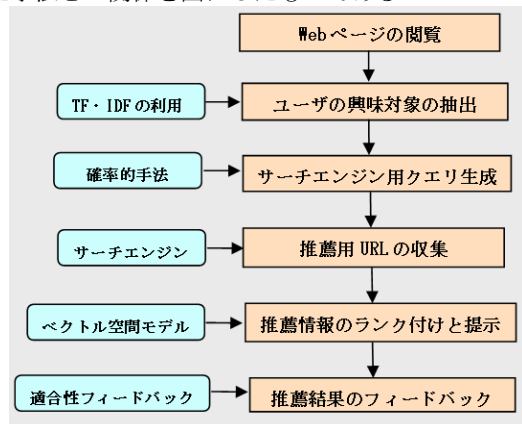 Webページの閲覧
TF・IDFの利用
ユーザの興味対象の抽出
確率的手法
サーチエンジン用クエリ生成
サーチエンジン
推薦用URLの収集
ベクトル空間モデル
推薦情報のランク付けと提示
適合性フィードバック
推薦結果のフィードバック